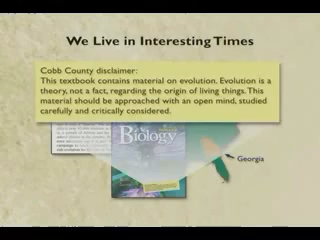 We Live in Interesting Times
Cobb County disclaimer:
This textbook contains material on evolution. Evolution is a
theory, not a fact, regarding the origin of living things. This
material should be approached with an open mind, studied
carefully and critically considered.
Biology
Georgia